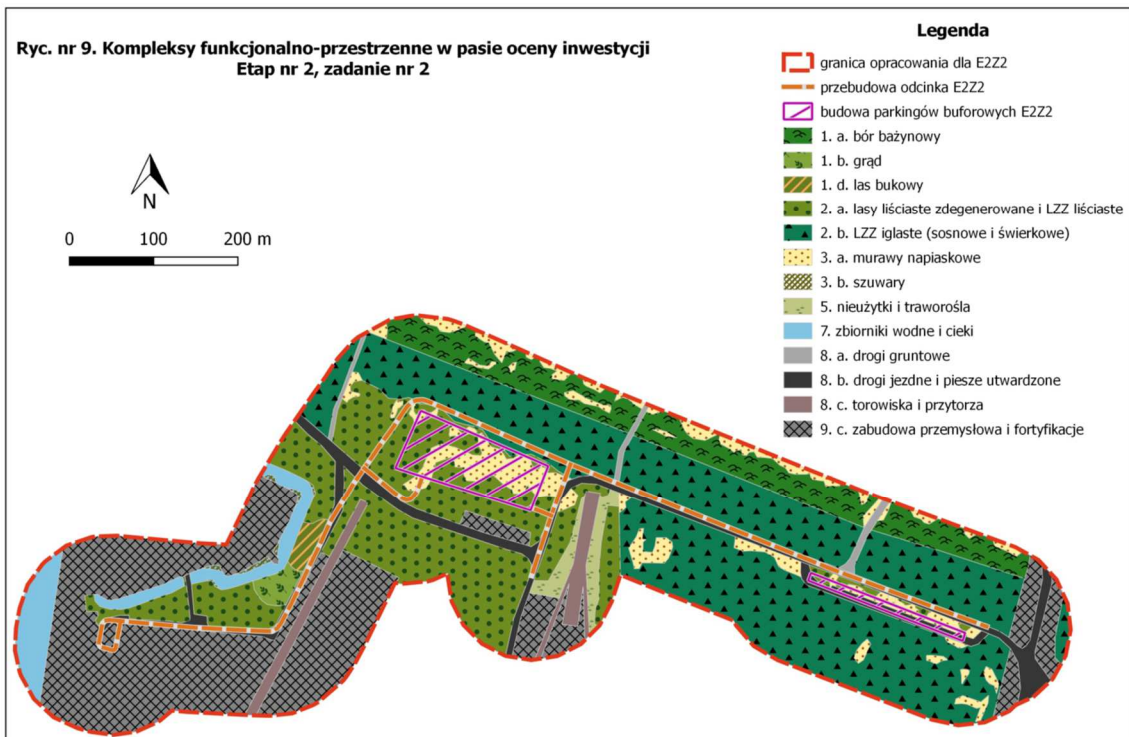 Ryc. nr 9. Kompleksy funkcjonalno-przestrzenne w pasie oceny inwestycji
Etap nr 2, zadanie nr 2
N
0 100 200 m
Legenda
granica opracowania dla E2Z2
przebudowa odcinka E2Z2
budowa parkingów buforowych E2Z2
1. a. bór bażynowy
1. b. grąd
1. d. las bukowy
2. a. lasy liściaste zdegenerowane i LZZ liściaste
2. b. LZZ iglaste (sosnowe i świerkowe)
3. a. murawy napiaskowe
3. b. szuwary
5. nieużytki i traworośla
7. zbiorniki wodne i cieki
8. a. drogi gruntowe
8. b. drogi jezdne i piesze utwardzone
8. c. torowiska i przytorza
9. c. zabudowa przemysłowa i fortyfikacje